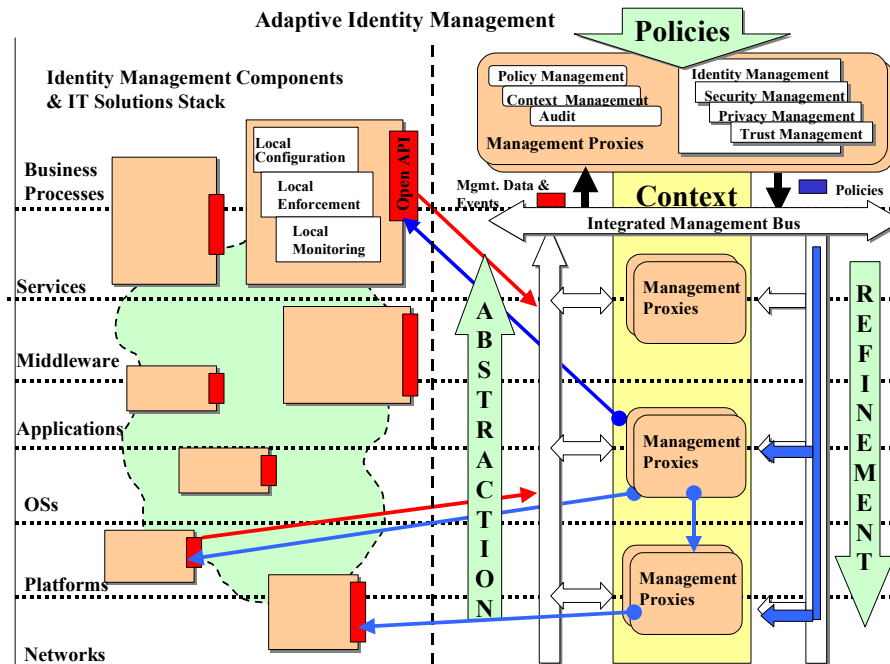 Adaptive Identity Management
Policies
Identity Management Components
& IT Solutions Stack
Policy Management
Context Management
Audit
Management Proxies
Identity Management
Security Management
Privacy Management
Trust Management
Business
Processes
Local
Configuration
Local
Enforcement
Local
Monitoring
Open API
Mgmt. Data &
Events
Context
Policies
Integrated Management Bus
Services
Middleware
Applications
OSs
Platforms
Networks
ABSTRACTION
Management
Proxies
Management
Proxies
Management
Proxies
REFINEMENT